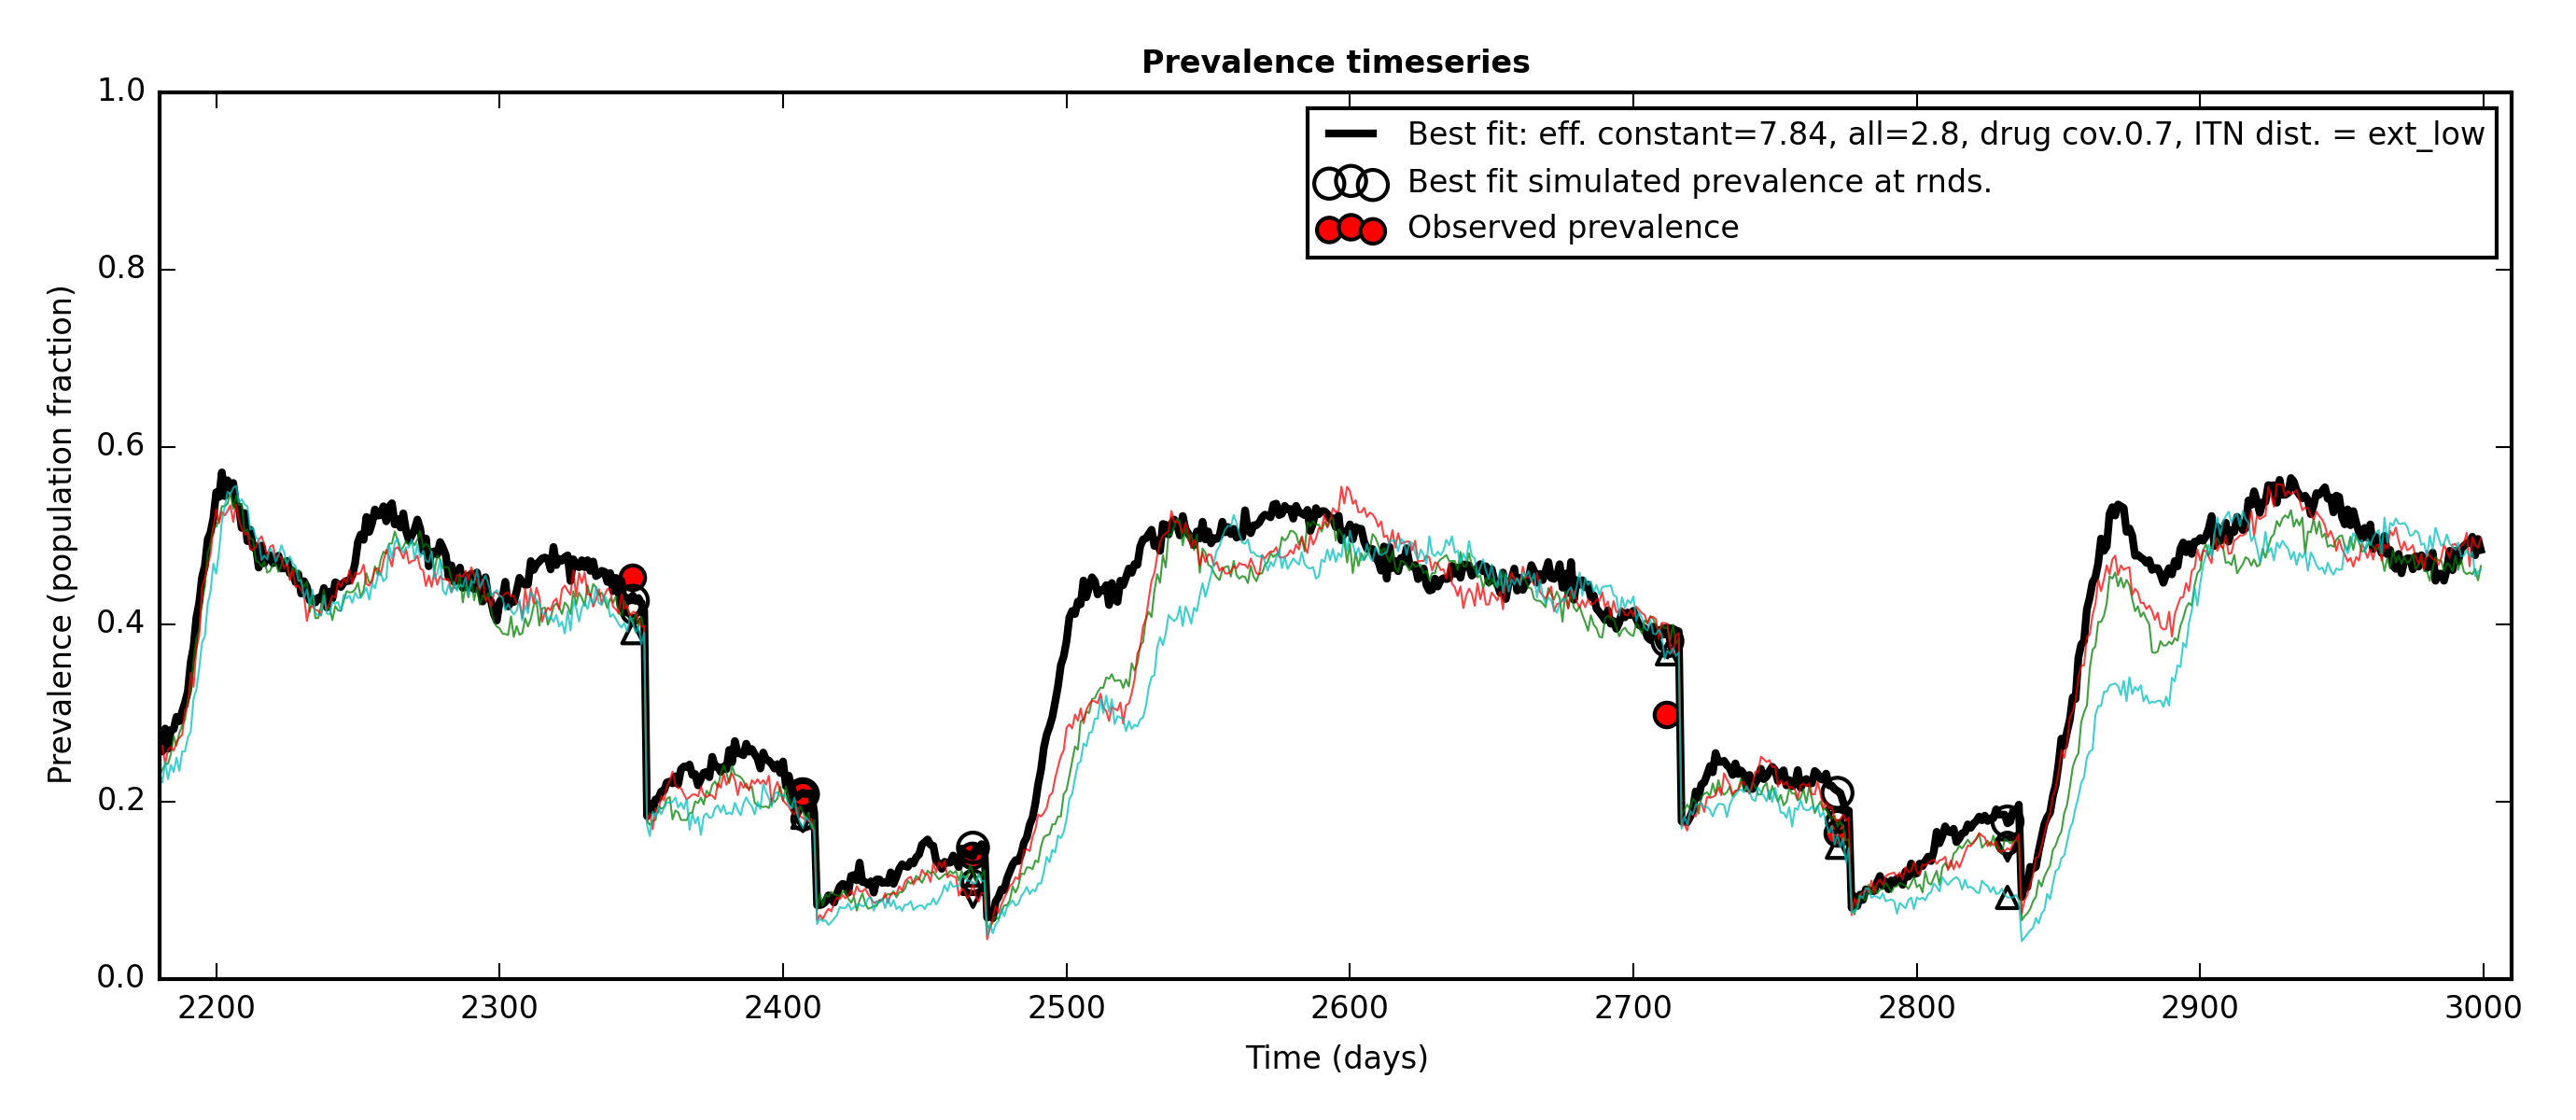 Prevalence timeseries
1.0
0.8
0.6
0.4
0.2
0.0
Prevalence (population fraction)
Best fit: eff. constant=7.84, all=2.8, drug cov.0.7, ITN dist. = ext_low
Best fit simulated prevalence at rnds.
Observed prevalence
2200 2300 2400 2500 2600 2700 2800 2900 3000
Time (days)